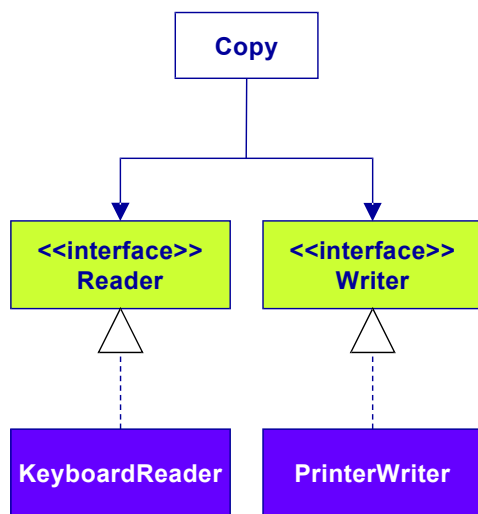 Copy
<<interface>>
Reader
<<interface>>
Writer
KeyboardReader
PrinterWriter